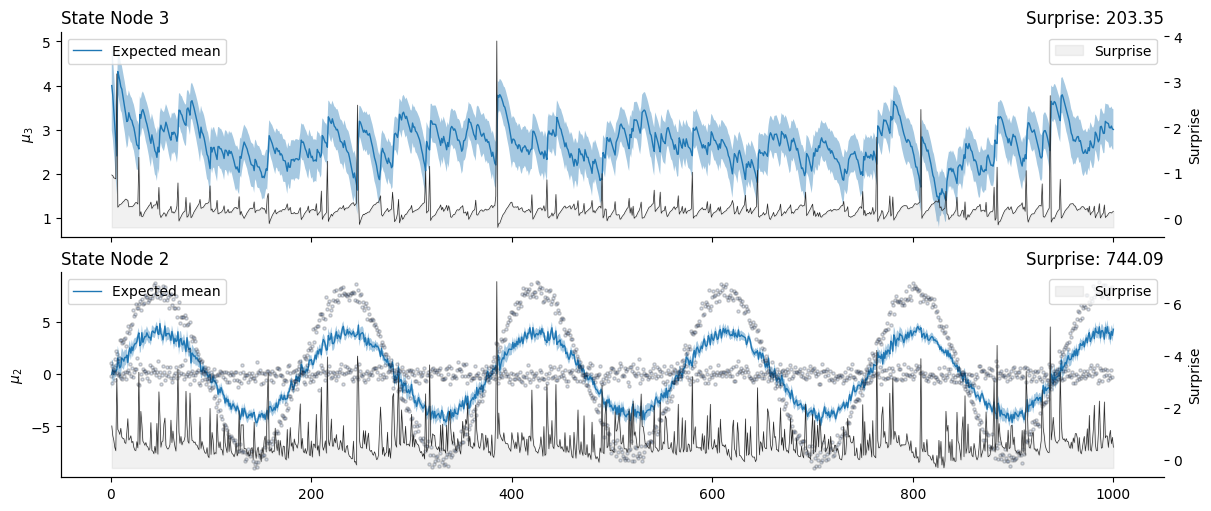 State Node 3
Surprise: 203.35
Expected mean
Surprise
5
4
3
2
1
μ3
4
3
2
1
0
Surprise
State Node 2
Surprise: 744.09
Expected mean
Surprise
5
0
−5
μ2
6
4
2
0
Surprise
0
200
400
600
800
1000